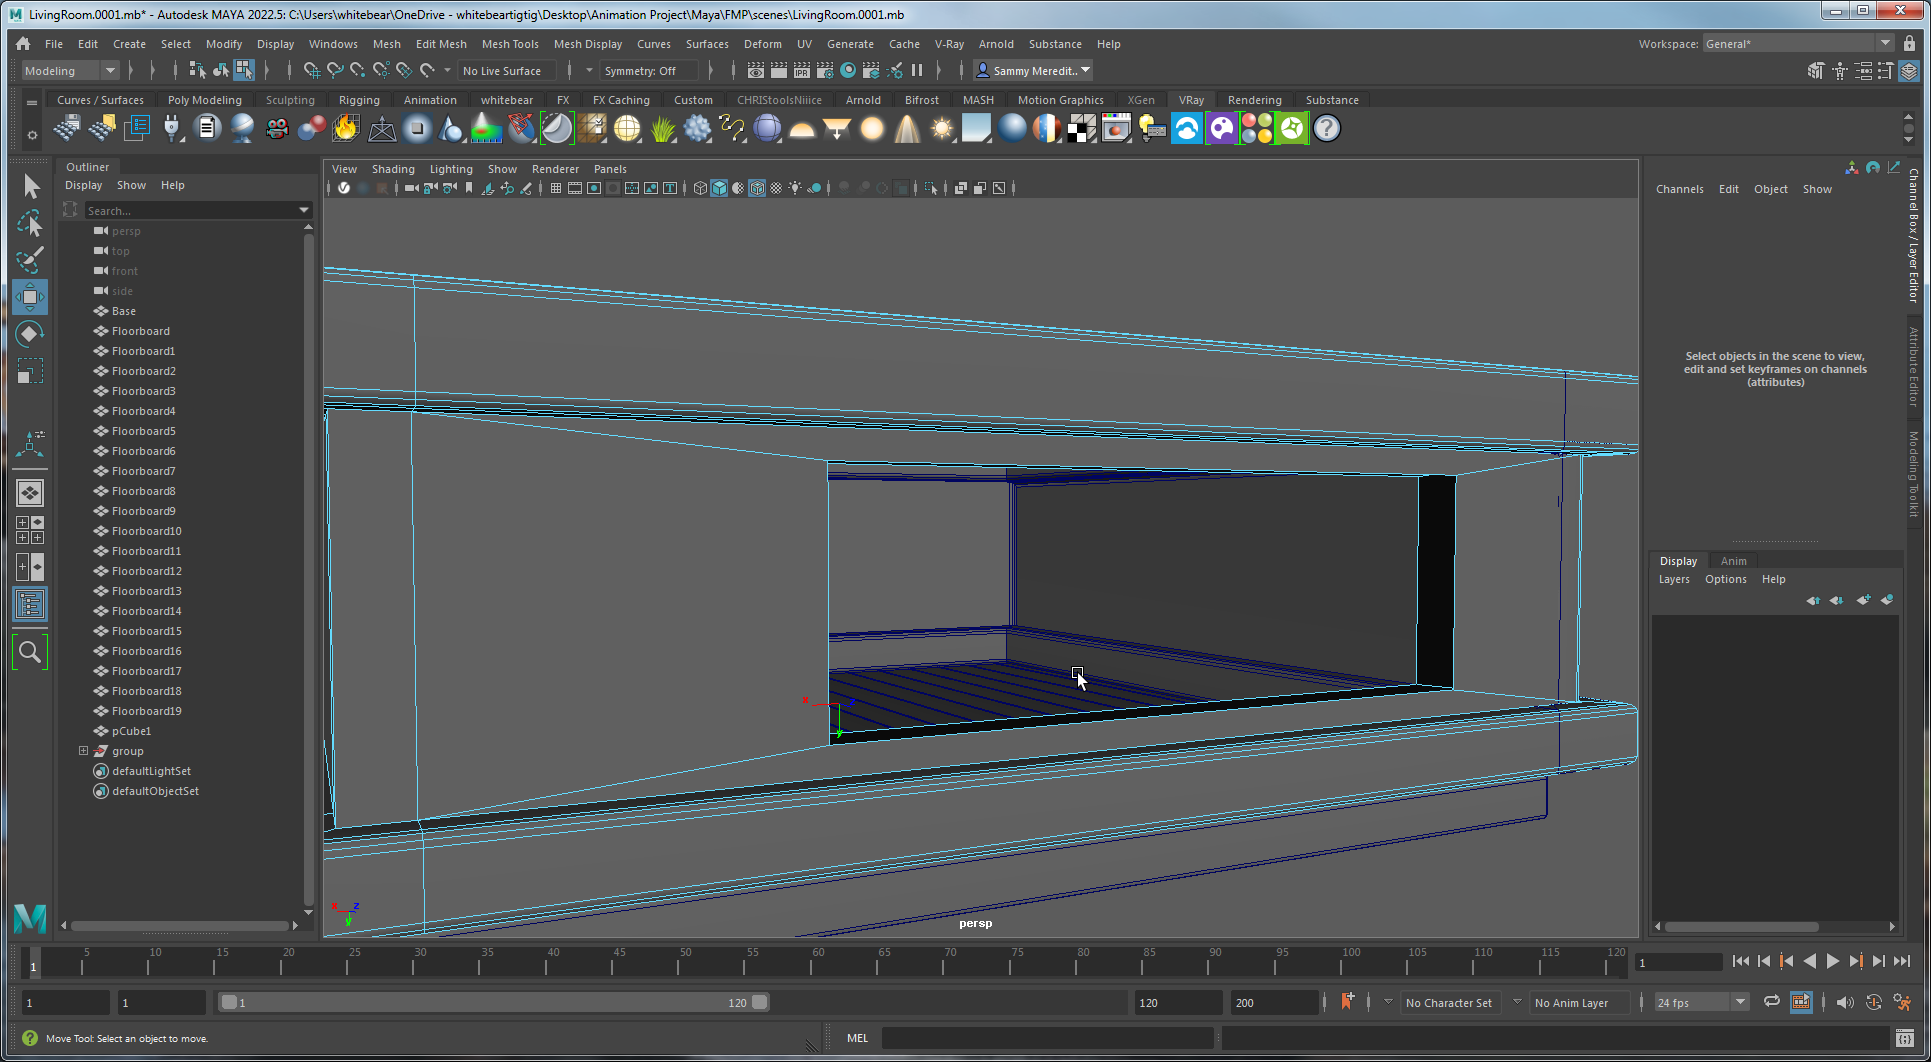 LivingRoom.0001.mb* - Autodesk MAYA 2022.5: C:\Users\whitebear\OneDrive - whitebeartigtig\Desktop\Animation Project\Maya\FMP\scenes\LivingRoom.0001.mb
File Edit Create Select Modify Display Windows Mesh Edit Mesh Mesh Tools Mesh Display Curves Surfaces Deform UV Generate Cache V-Ray Arnold Substance Help Workspace: General*
Modeling No Live Surface Symmetry: Off IPR Sammy Meredit..
Curves / Surfaces Poly Modeling Sculpting Rigging Animation whitebear FX FX Caching Custom CHRIStoolsNiiice Arnold Bifrost MASH Motion Graphics XGen VRay Rendering Substance
Outliner
Display Show Help
Search...
persp
top
front
side
Base
Floorboard
Floorboard1
Floorboard2
Floorboard3
Floorboard4
Floorboard5
Floorboard6
Floorboard7
Floorboard8
Floorboard9
Floorboard10
Floorboard11
Floorboard12
Floorboard13
Floorboard14
Floorboard15
Floorboard16
Floorboard17
Floorboard18
Floorboard19
pCube1
group
defaultLightSet
defaultObjectSet
View Shading Lighting Show Renderer Panels
x
y
x z
y
persp
Channels Edit Object Show
Select objects in the scene to view,
edit and set keyframes on channels
(attributes)
Channel Box / Layer Editor
Attribute Editor
Modeling Toolkit
Display Anim
Layers Options Help
5 10 15 20 25 30 35 40 45 50 55 60 65 70 75 80 85 90 95 100 105 110 115 120
1 1
1 1 1 120 120 200 No Character Set No Anim Layer 24 fps
Move Tool: Select an object to move. MEL